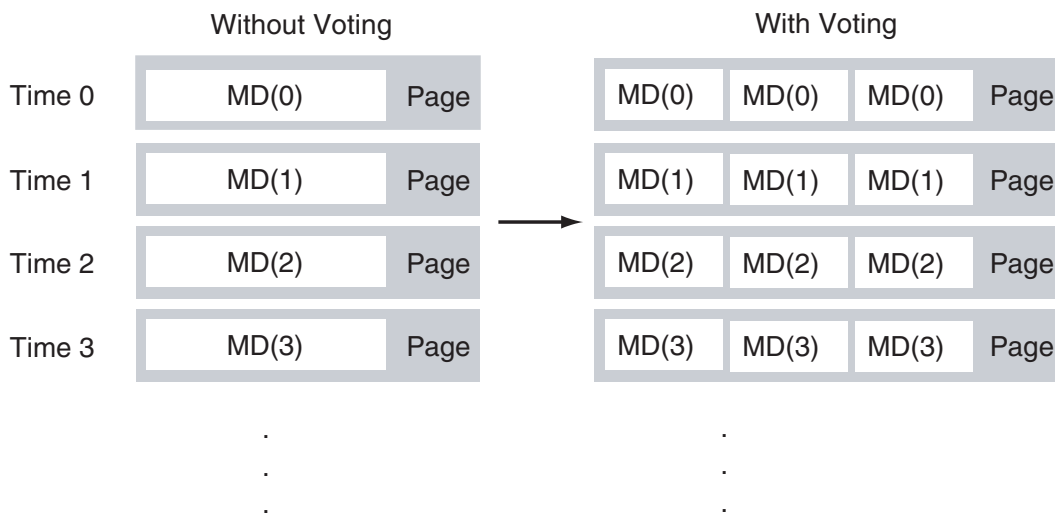 Without Voting With Voting
Time 0 MD(0) Page MD(0) MD(0) MD(0) Page
Time 1 MD(1) Page MD(1) MD(1) MD(1) Page
Time 2 MD(2) Page MD(2) MD(2) MD(2) Page
Time 3 MD(3) Page MD(3) MD(3) MD(3) Page
. .
. .
. .